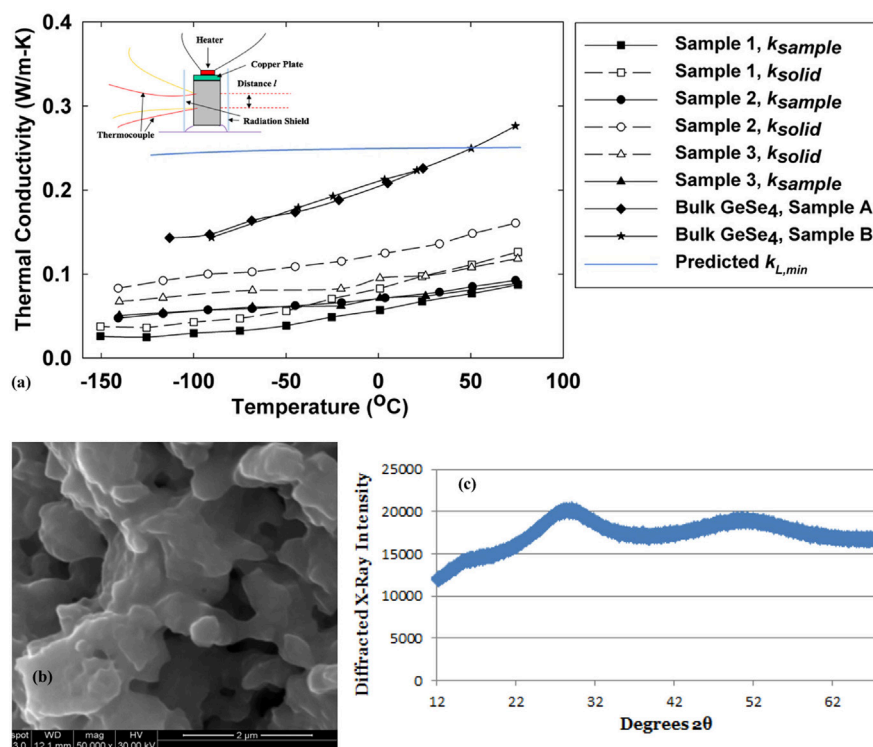 Thermal Conductivity (W/m-K)
0.4
0.3
0.2
0.1
0.0
-150
-100
-50
0
50
100
Temperature (°C)
(a)
Heater
Copper Plate
Distance l
Thermocouple
Radiation Shield
Sample 1, ksample
Sample 1, ksolid
Sample 2, ksample
Sample 2, ksolid
Sample 3, ksolid
Sample 3, ksample
Bulk GeSe4, Sample A
Bulk GeSe4, Sample B
Predicted kL,min
(b)
spot WD mag HV
3.0 12.1 mm 50,000 x 30.00 kV
2 µm
(c)
Diffracted X-Ray Intensity
25000
20000
15000
10000
5000
0
12
22
32
42
52
62
Degrees 2θ